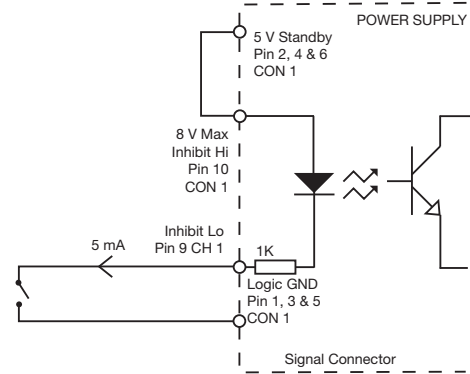 POWER SUPPLY
5 V Standby
Pin 2, 4 & 6
CON 1
8 V Max
Inhibit Hi
Pin 10
CON 1
Inhibit Lo
Pin 9 CH 1
5 mA
1K
Logic GND
Pin 1, 3 & 5
CON 1
Signal Connector